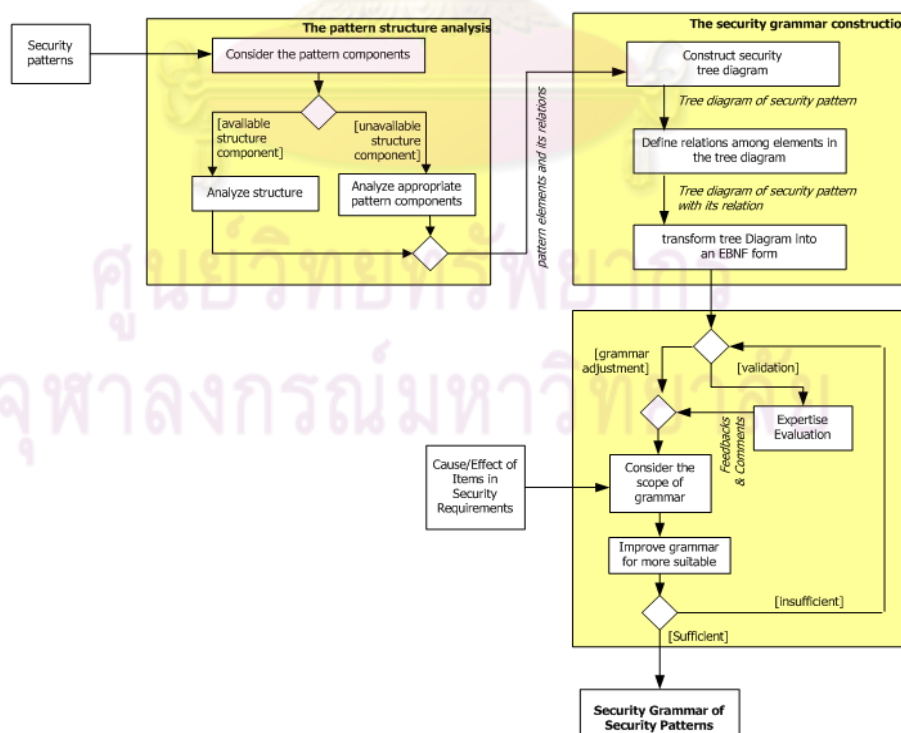 The pattern structure analysis
Security
patterns
Consider the pattern components
[available
structure
component]
[unavailable
structure
component]
Analyze structure
Analyze appropriate
pattern components
pattern elements and its relations
The security grammar constructio
Construct security
tree diagram
Tree diagram of security pattern
Define relations among elements in
the tree diagram
Tree diagram of security pattern
with its relation
transform tree Diagram into
an EBNF form
ศูนย์วิทยทรัพยากร
จุฬาลงกรณ์มหาวิทยาลัย
[grammar
adjustment]
[validation]
Expertise
Evaluation
Feedbacks
& Comments
Cause/Effect of
Items in
Security
Requirements
Consider the
scope of
grammar
Improve grammar
for more suitable
[insufficient]
[Sufficient]
Security Grammar of
Security Patterns